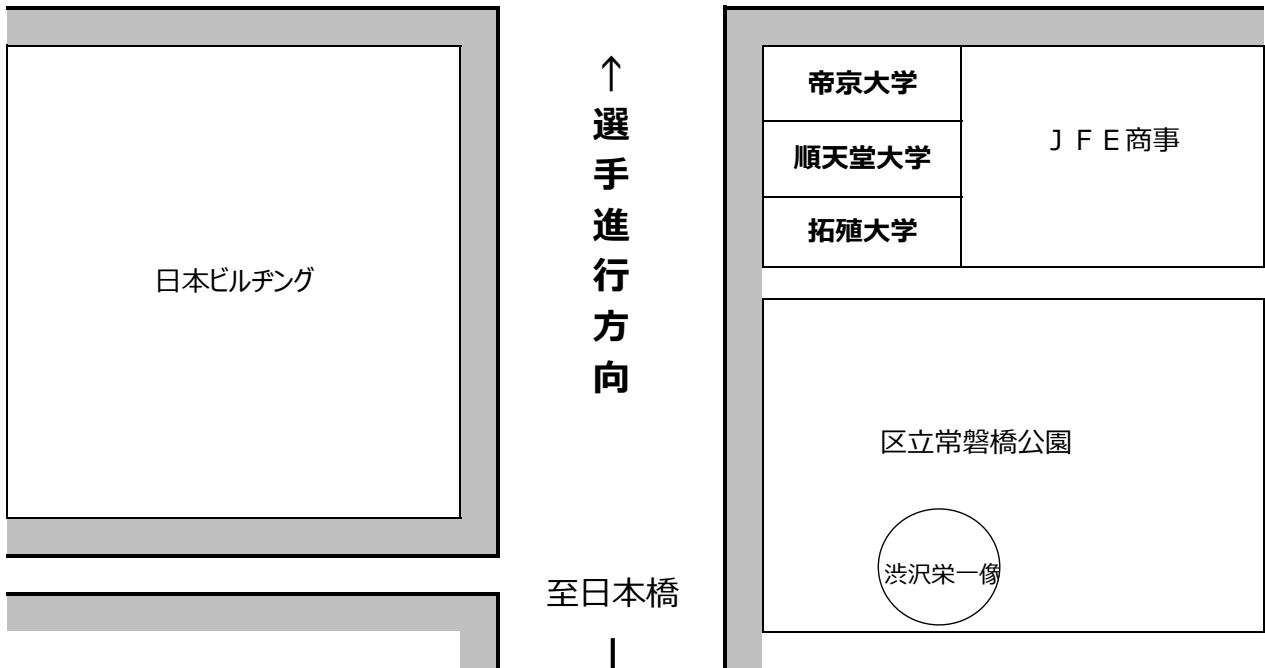 帝京大学
順天堂大学
拓殖大学
ＪＦＥ商事
日本ビルヂング
↑選手進行方向
区立常磐橋公園
渋沢栄一像
至日本橋